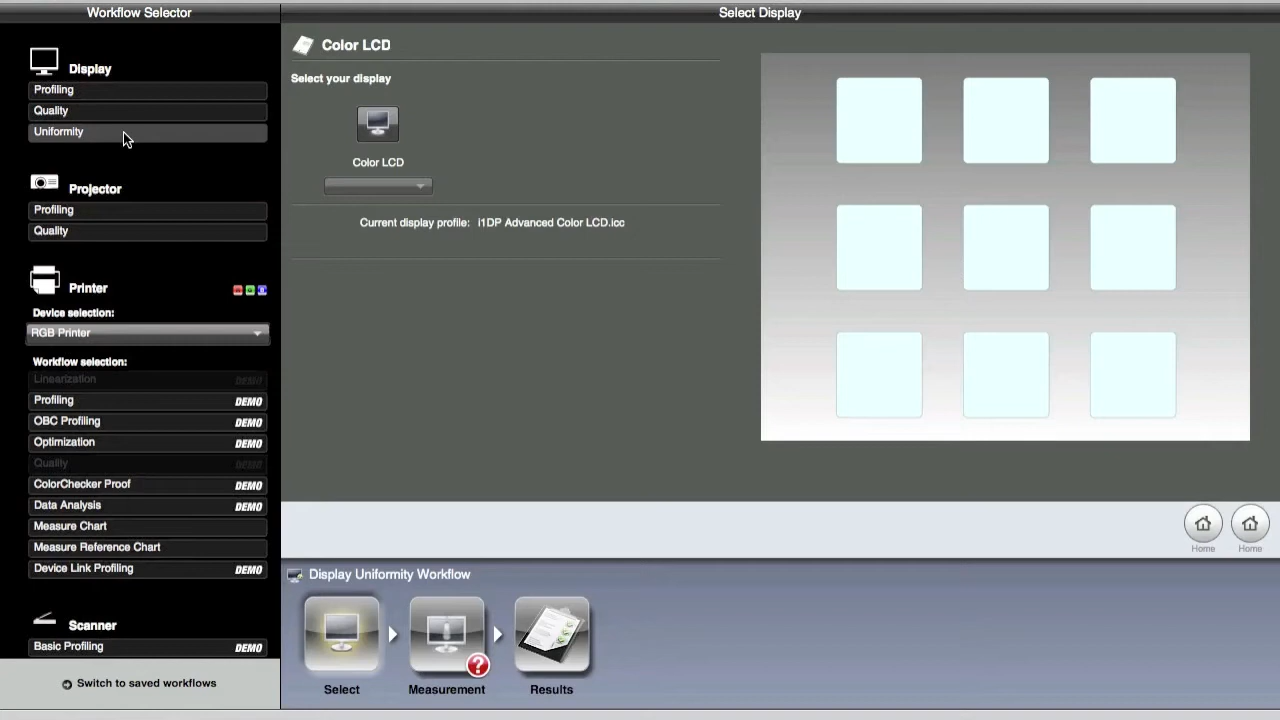 Workflow Selector
Select Display
Display
Profiling
Quality
Uniformity
Projector
Profiling
Quality
Printer
Device selection:
RGB Printer
Workflow selection:
Linearization DEMO
Profiling DEMO
OBC Profiling DEMO
Optimization DEMO
Quality DEMO
ColorChecker Proof DEMO
Data Analysis DEMO
Measure Chart
Measure Reference Chart
Device Link Profiling DEMO
Scanner
Basic Profiling DEMO
Switch to saved workflows
Color LCD
Select your display
Color LCD
Current display profile: i1DP Advanced Color LCD.icc
Home Home
Display Uniformity Workflow
?
Select Measurement Results